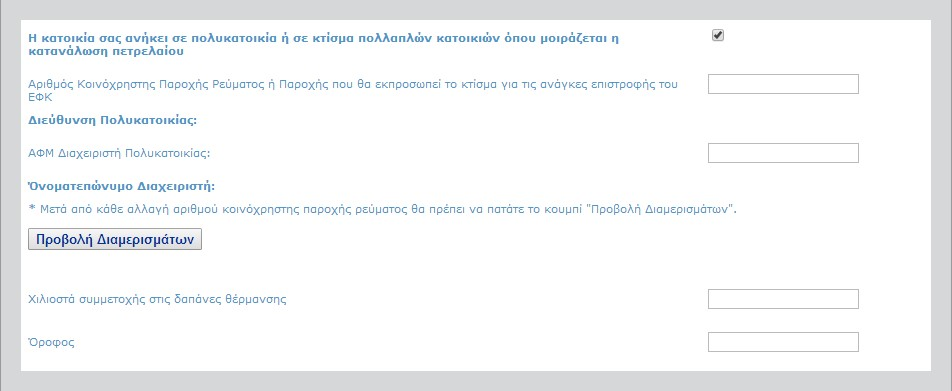 Η κατοικία σας ανήκει σε πολυκατοικία ή σε κτίσμα πολλαπλών κατοικιών όπου μοιράζεται η
κατανάλωση πετρελαίου
Αριθμός Κοινόχρηστης Παροχής Ρεύματος ή Παροχής που θα εκπροσωπεί το κτίσμα για τις ανάγκες επιστροφής του
ΕΦΚ
Διεύθυνση Πολυκατοικίας:
ΑΦΜ Διαχειριστή Πολυκατοικίας:
Όνοματεπώνυμο Διαχειριστή:
* Μετά από κάθε αλλαγή αριθμού κοινόχρηστης παροχής ρεύματος θα πρέπει να πατάτε το κουμπί "Προβολή Διαμερισμάτων".
Προβολή Διαμερισμάτων
Χιλιοστά συμμετοχής στις δαπάνες θέρμανσης
Όροφος